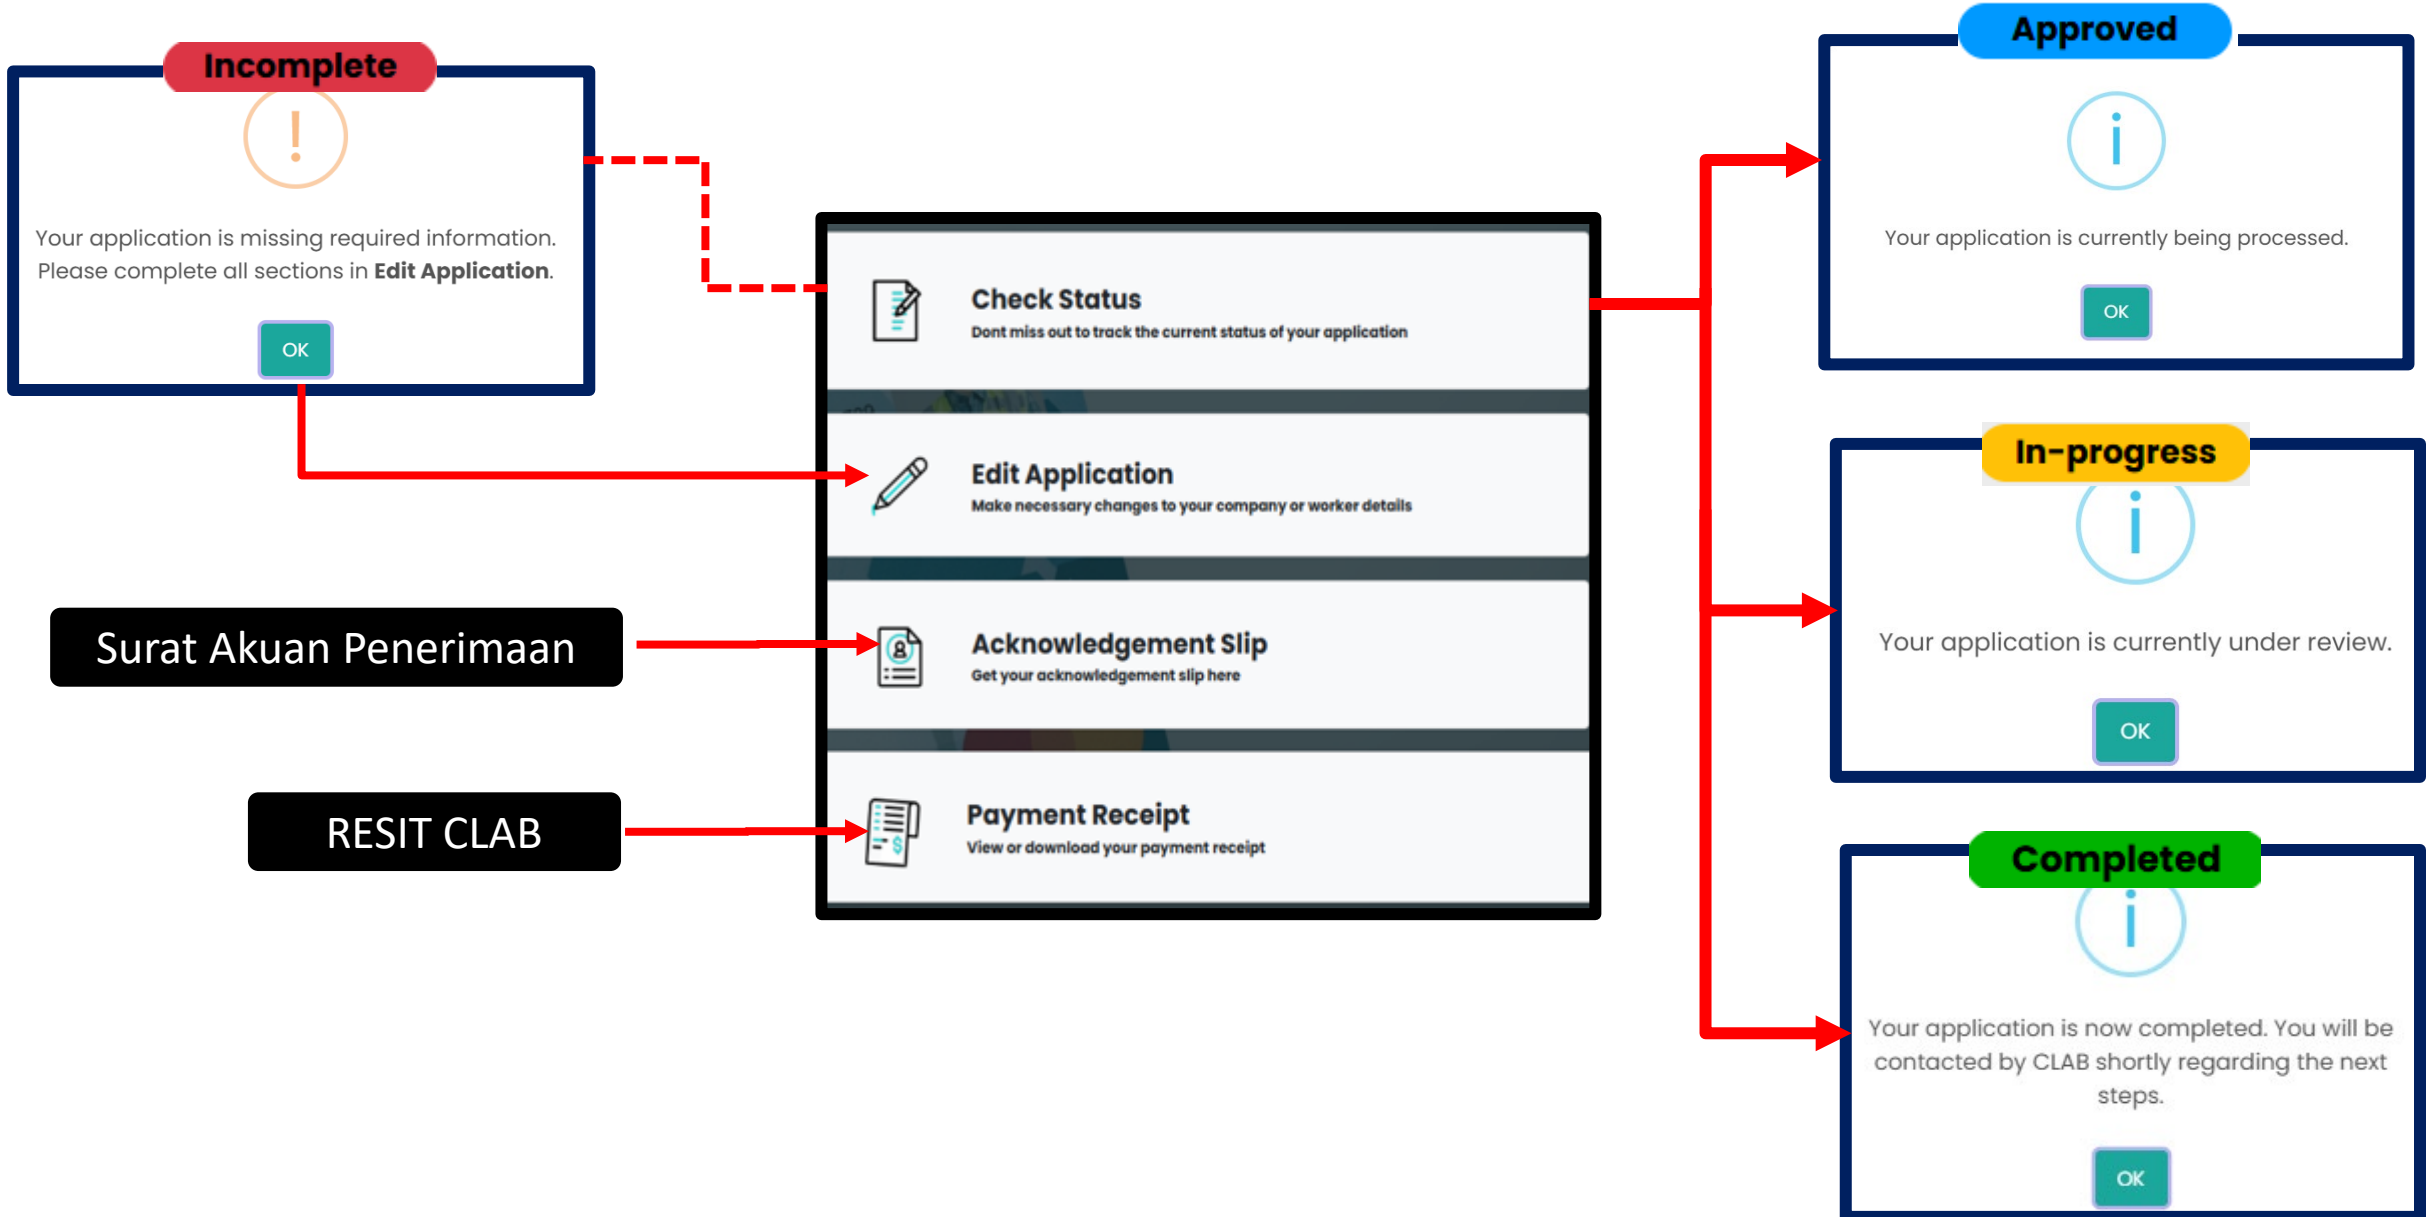 Incomplete
!
Your application is missing required information.
Please complete all sections in Edit Application.
OK
Surat Akuan Penerimaan
RESIT CLAB
Check Status
Dont miss out to track the current status of your application
Edit Application
Make necessary changes to your company or worker details
Acknowledgement Slip
Get your acknowledgement slip here
Payment Receipt
View or download your payment receipt
Approved
i
Your application is currently being processed.
OK
In-progress
i
Your application is currently under review.
OK
Completed
i
Your application is now completed. You will be
contacted by CLAB shortly regarding the next
steps.
OK